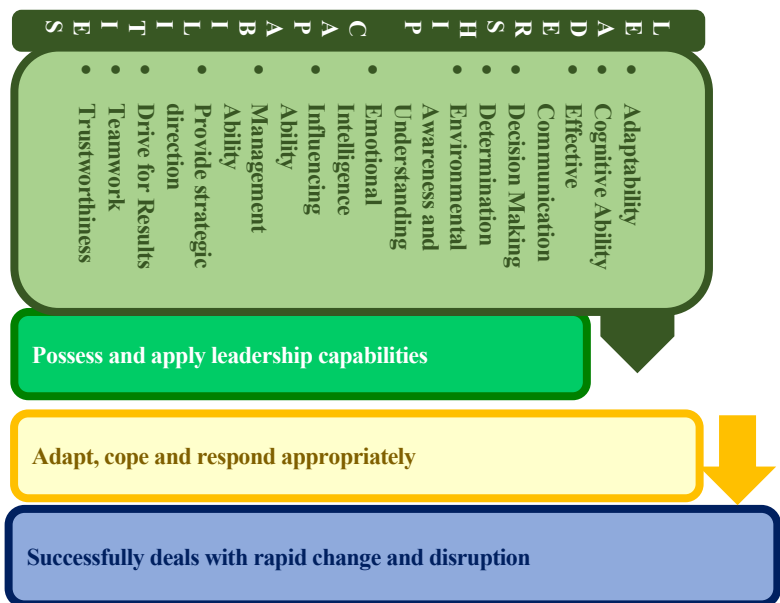 LEADERSHIP CAPABILITIES
• Adaptability
• Cognitive Ability
• Effective
Communication
• Decision Making
• Determination
• Environmental
Awareness and
Understanding
• Emotional
Intelligence
• Influencing
Ability
• Management
Ability
• Provide strategic
direction
• Drive for Results
• Teamwork
• Trustworthiness
Possess and apply leadership capabilities
Adapt, cope and respond appropriately
Successfully deals with rapid change and disruption